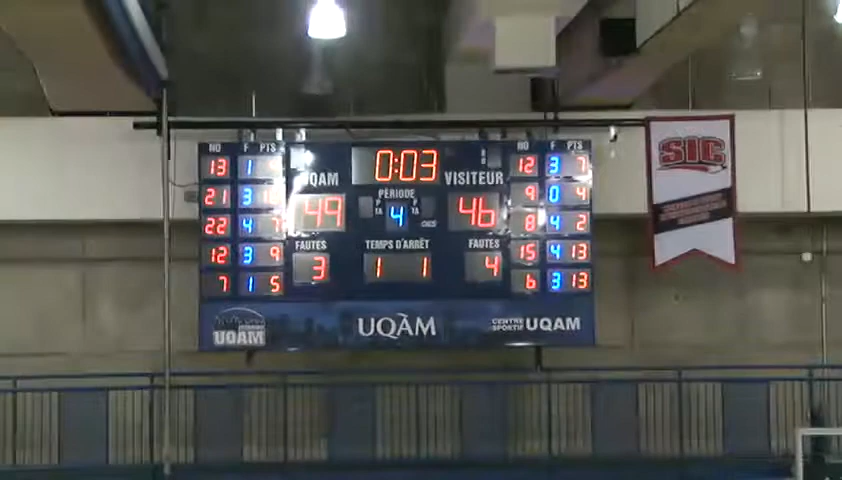 NO F PTS 0:03 NO F PTS
UQAM VISITEUR
PÉRIODE
13 1 12 3 7
21 3 49 4 46 9 0 4
22 4 7 8 4 2
FAUTES TEMPS D'ARRÊT FAUTES
12 3 9 3 1 1 4 15 4 13
7 1 5 6 3 13
UQAM UQÀM CENTRE SPORTIF UQAM
SIC